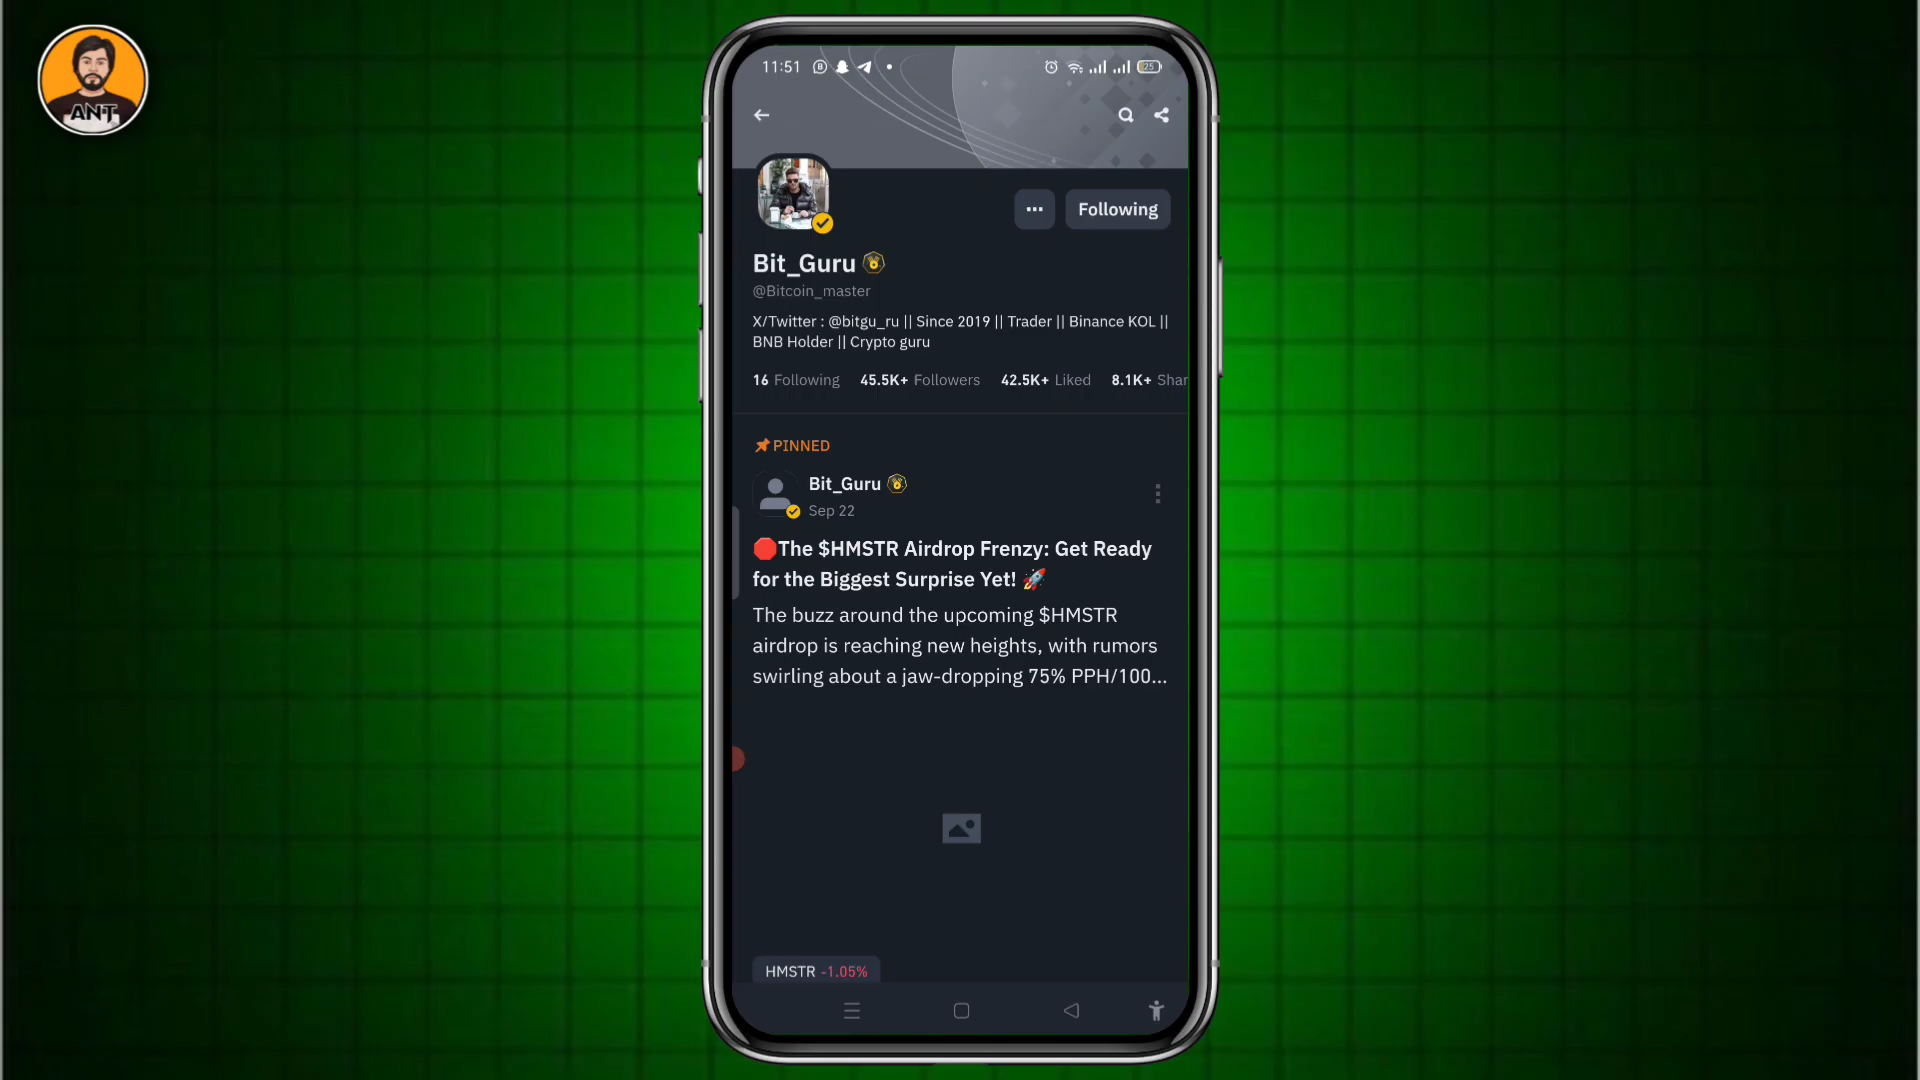 ANT
11:51
25
Following
Bit_Guru
@Bitcoin_master
X/Twitter : @bitgu_ru || Since 2019 || Trader || Binance KOL ||
BNB Holder || Crypto guru
16 Following 45.5K+ Followers 42.5K+ Liked 8.1K+ Shar
PINNED
Bit_Guru
Sep 22
The $HMSTR Airdrop Frenzy: Get Ready
for the Biggest Surprise Yet!
The buzz around the upcoming $HMSTR
airdrop is reaching new heights, with rumors
swirling about a jaw-dropping 75% PPH/100...
HMSTR -1.05%